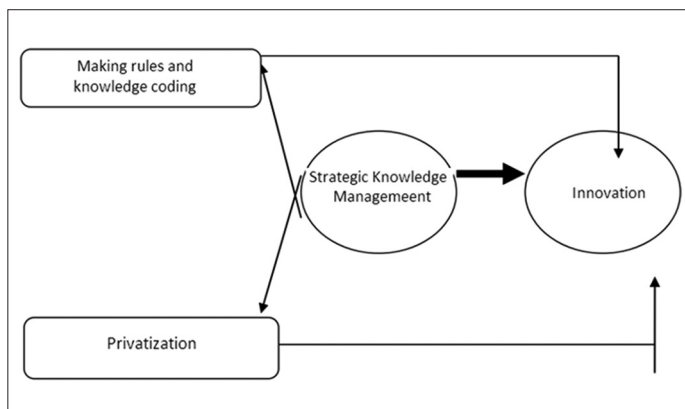 Making rules and
knowledge coding
Strategic Knowledge
Managemeent
Innovation
Privatization